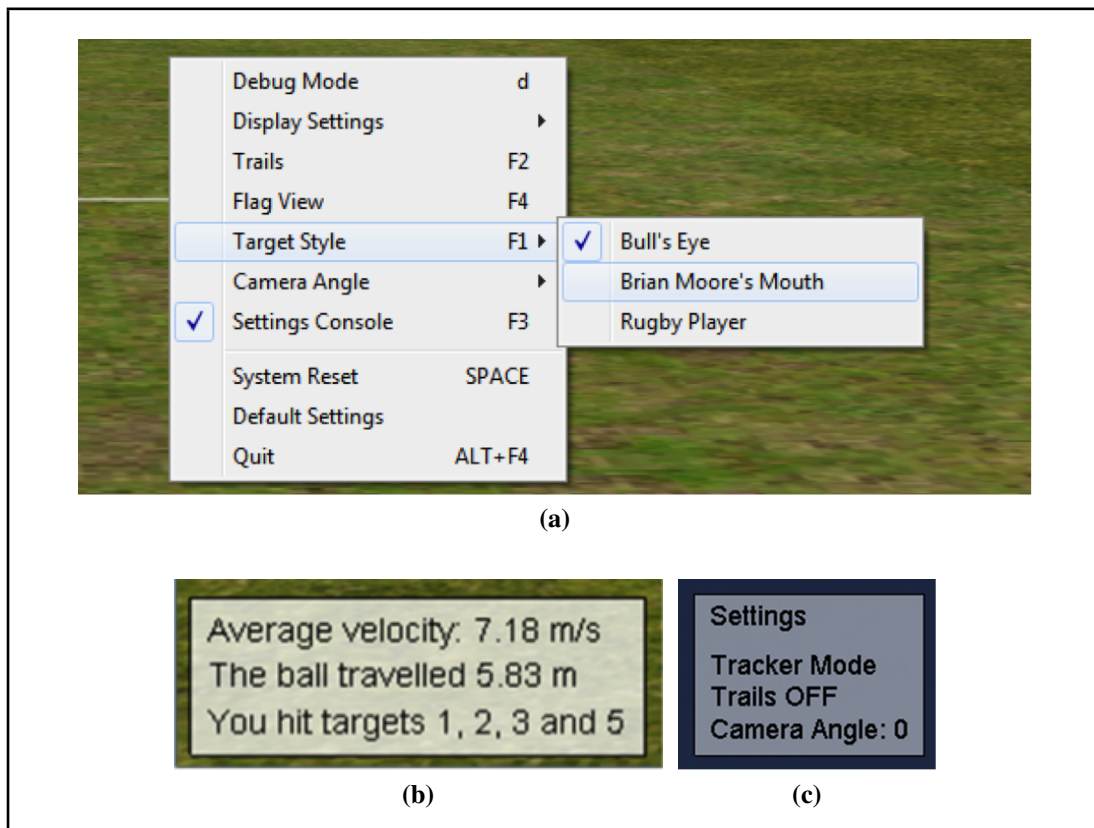 Debug Mode d
Display Settings
Trails F2
Flag View F4
Target Style F1
Bull's Eye
Camera Angle
Brian Moore's Mouth
Settings Console F3
Rugby Player
System Reset SPACE
Default Settings
Quit ALT+F4
(a)
Average velocity: 7.18 m/s
The ball travelled 5.83 m
You hit targets 1, 2, 3 and 5
(b)
Settings
Tracker Mode
Trails OFF
Camera Angle: 0
(c)